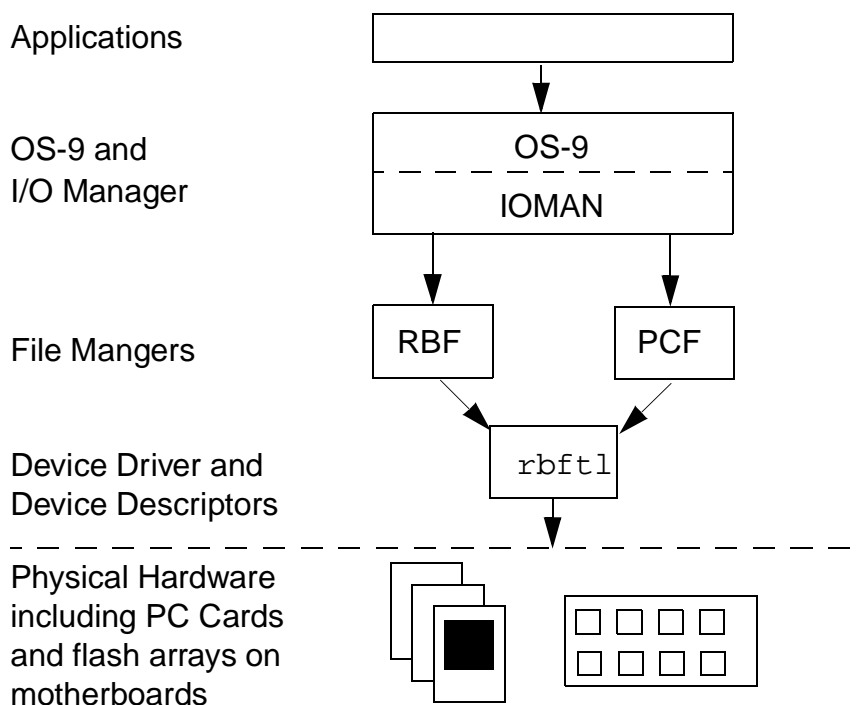 Applications
OS-9 and
I/O Manager
OS-9
IOMAN
File Mangers
RBF
PCF
Device Driver and
Device Descriptors
rbftl
Physical Hardware
including PC Cards
and flash arrays on
motherboards